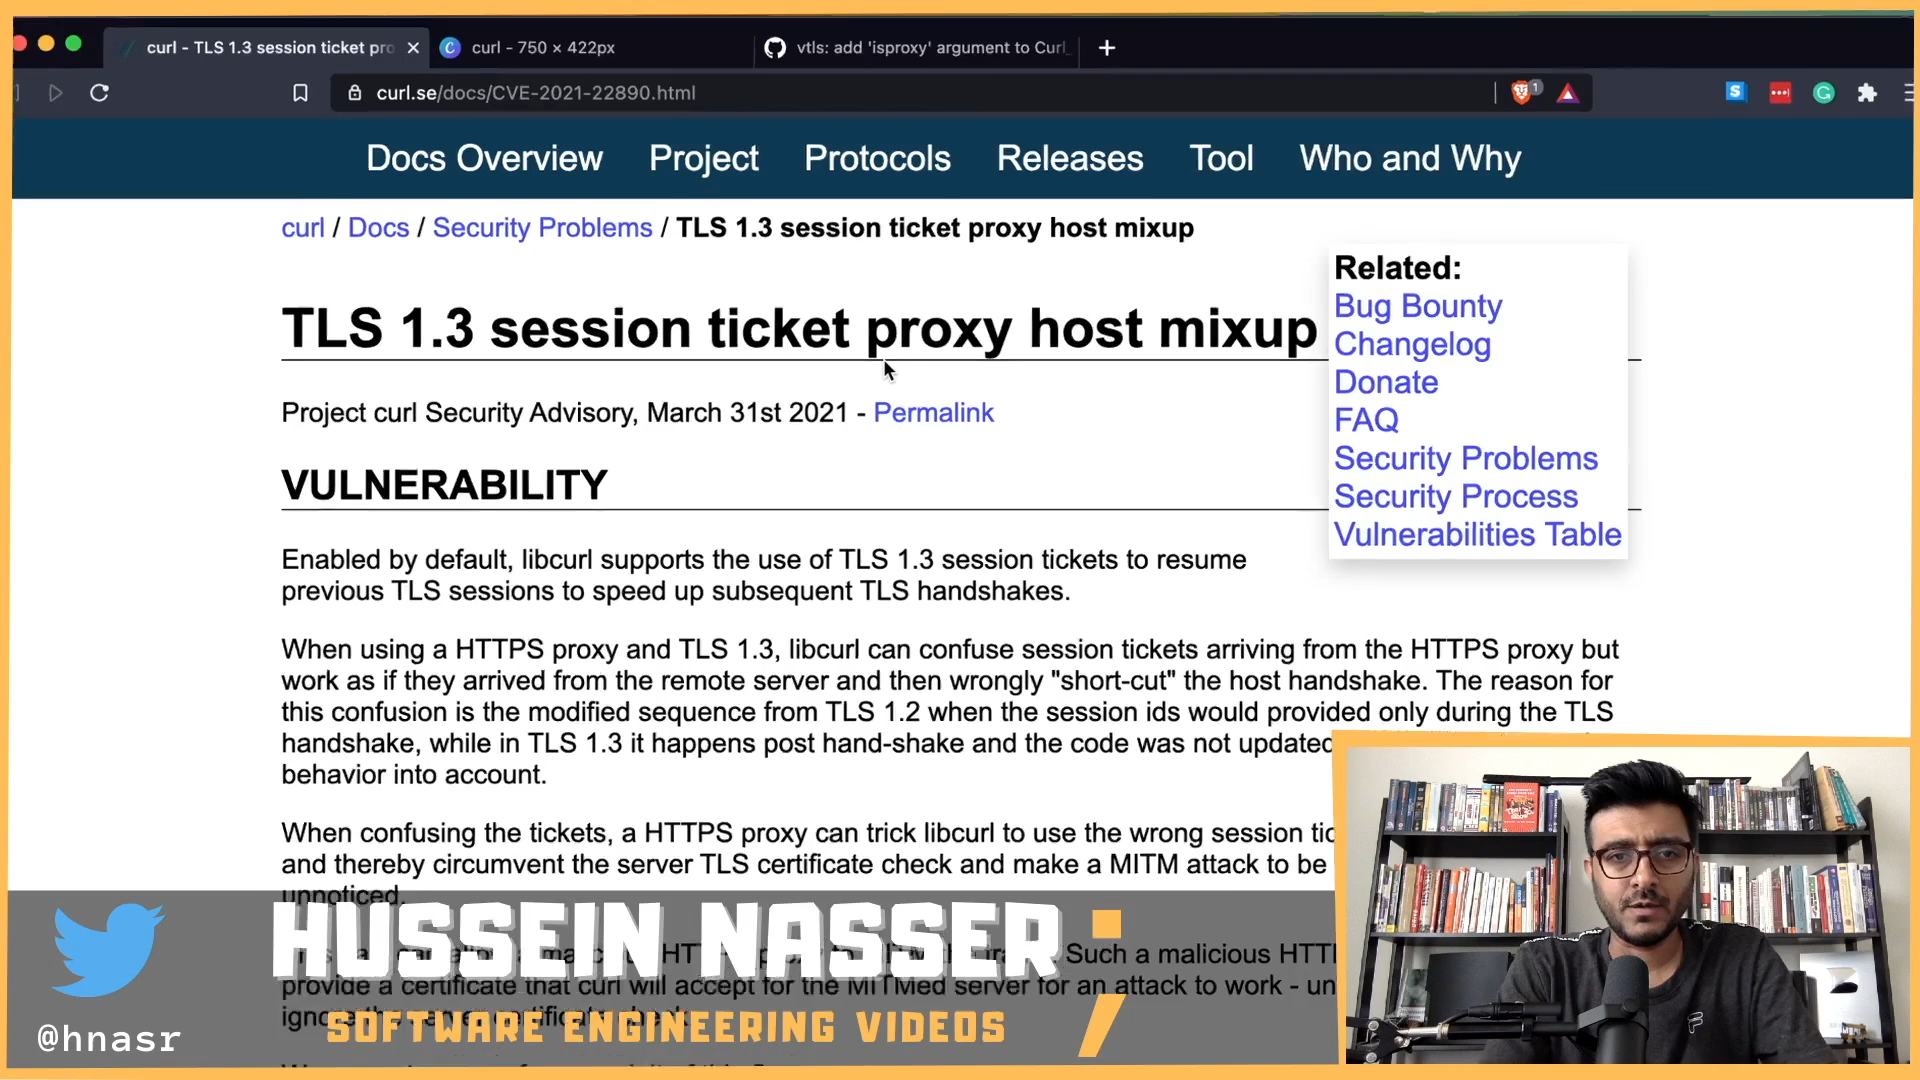 curl - TLS 1.3 session ticket pro
curl - 750 × 422px
vtls: add 'isproxy' argument to Curl_
curl.se/docs/CVE-2021-22890.html
1
S
G
Docs Overview Project Protocols Releases Tool Who and Why
curl / Docs / Security Problems / TLS 1.3 session ticket proxy host mixup
TLS 1.3 session ticket proxy host mixup
Related:
Bug Bounty
Changelog
Donate
FAQ
Security Problems
Security Process
Vulnerabilities Table
Project curl Security Advisory, March 31st 2021 - Permalink
VULNERABILITY
Enabled by default, libcurl supports the use of TLS 1.3 session tickets to resume
previous TLS sessions to speed up subsequent TLS handshakes.
When using a HTTPS proxy and TLS 1.3, libcurl can confuse session tickets arriving from the HTTPS proxy but
work as if they arrived from the remote server and then wrongly "short-cut" the host handshake. The reason for
this confusion is the modified sequence from TLS 1.2 when the session ids would provided only during the TLS
handshake, while in TLS 1.3 it happens post hand-shake and the code was not updated
behavior into account.
When confusing the tickets, a HTTPS proxy can trick libcurl to use the wrong session tic
and thereby circumvent the server TLS certificate check and make a MITM attack to be
unnoticed.
Such a malicious HTTP
provide a certificate that curl will accept for the MITMed server for an attack to work - un
HUSSEIN NASSER ;
SOFTWARE ENGINEERING VIDEOS
@hnasr